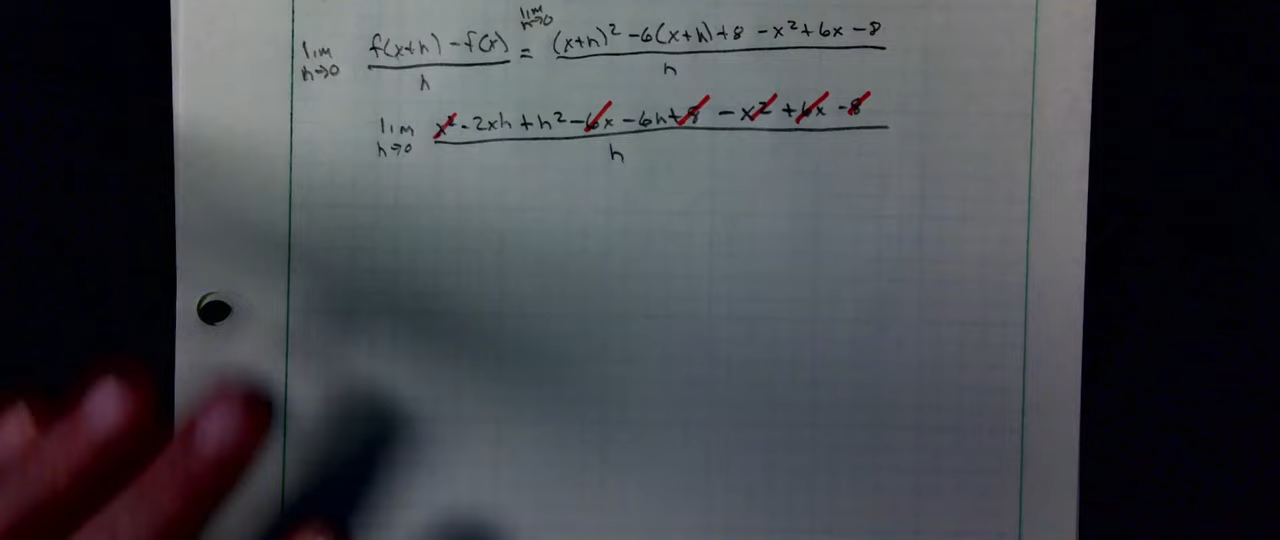 lim h→0 f(x+h) - f(x) / h = lim h→0 (x+h)² - 6(x+h) + 8 - x² + 6x - 8 / h
lim h→0 x² - 2xh + h² - 6x - 6h + 8 - x² + 6x - 8 / h